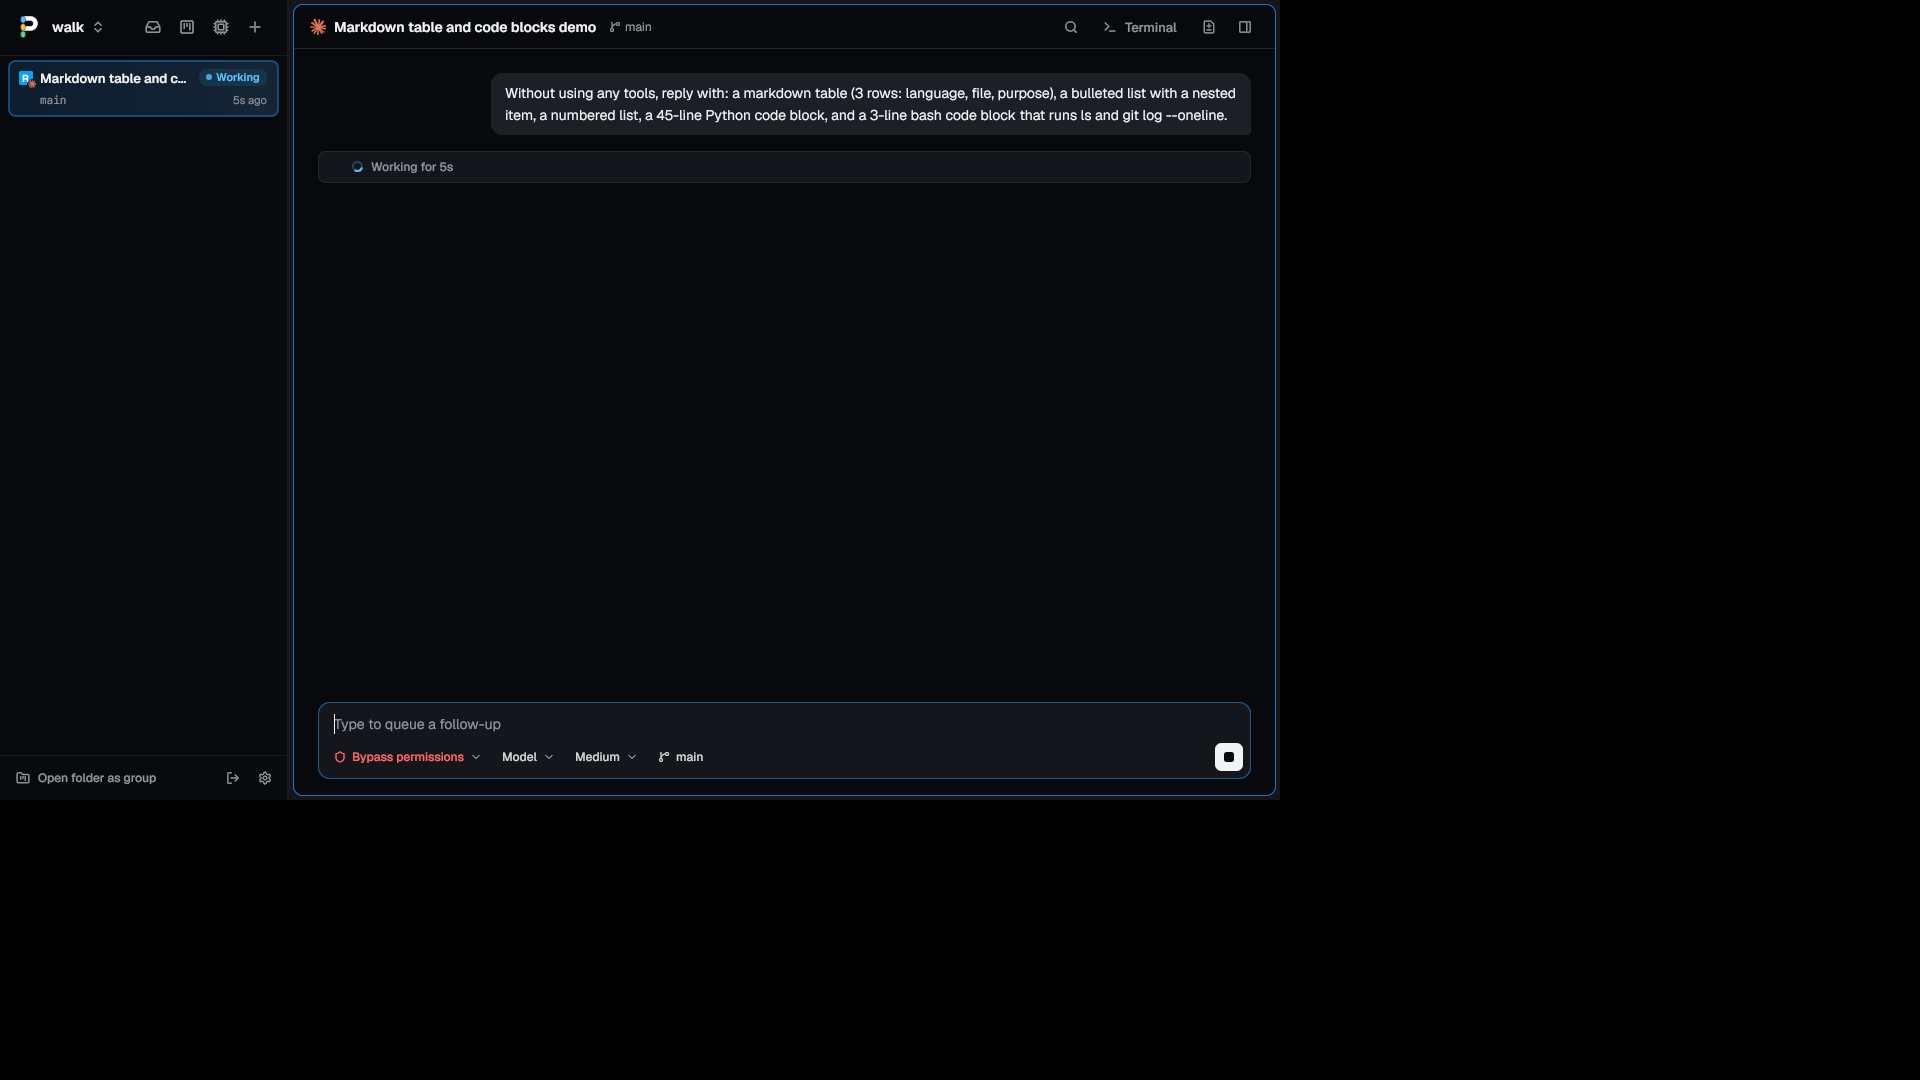 walk
Markdown table and code blocks demo
main
Terminal
Markdown table and c...
Working
main
5s ago
Without using any tools, reply with: a markdown table (3 rows: language, file, purpose), a bulleted list with a nested
item, a numbered list, a 45-line Python code block, and a 3-line bash code block that runs ls and git log --oneline.
Working for 5s
Type to queue a follow-up
Bypass permissions
Model
Medium
main
Open folder as group